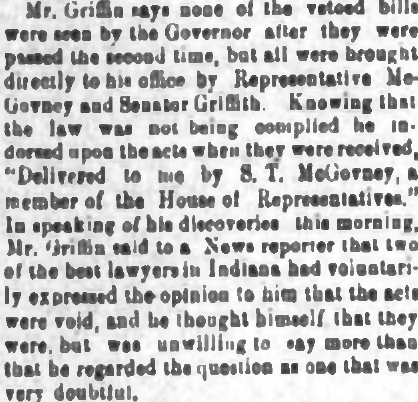 Mr. Griffin says none of the vetoed bills
were seen by the Governor after they were
passed the second time, but all were brought
directly to his office by Representative Mc-
Govney and Senator Griffith. Knowing that
the law was not being complied he in-
dorsed upon the acts when they were received,
"Delivered to me by S. T. McGovney, a
member of the House of Representatives."
In speaking of his discoveries this morning,
Mr. Griffin said to a News reporter that two
of the best lawyers in Indiana had voluntari-
ly expressed the opinion to him that the acts
were void, and he thought himself that they
were, but was unwilling to say more than
that he regarded the question as one that was
very doubtful.